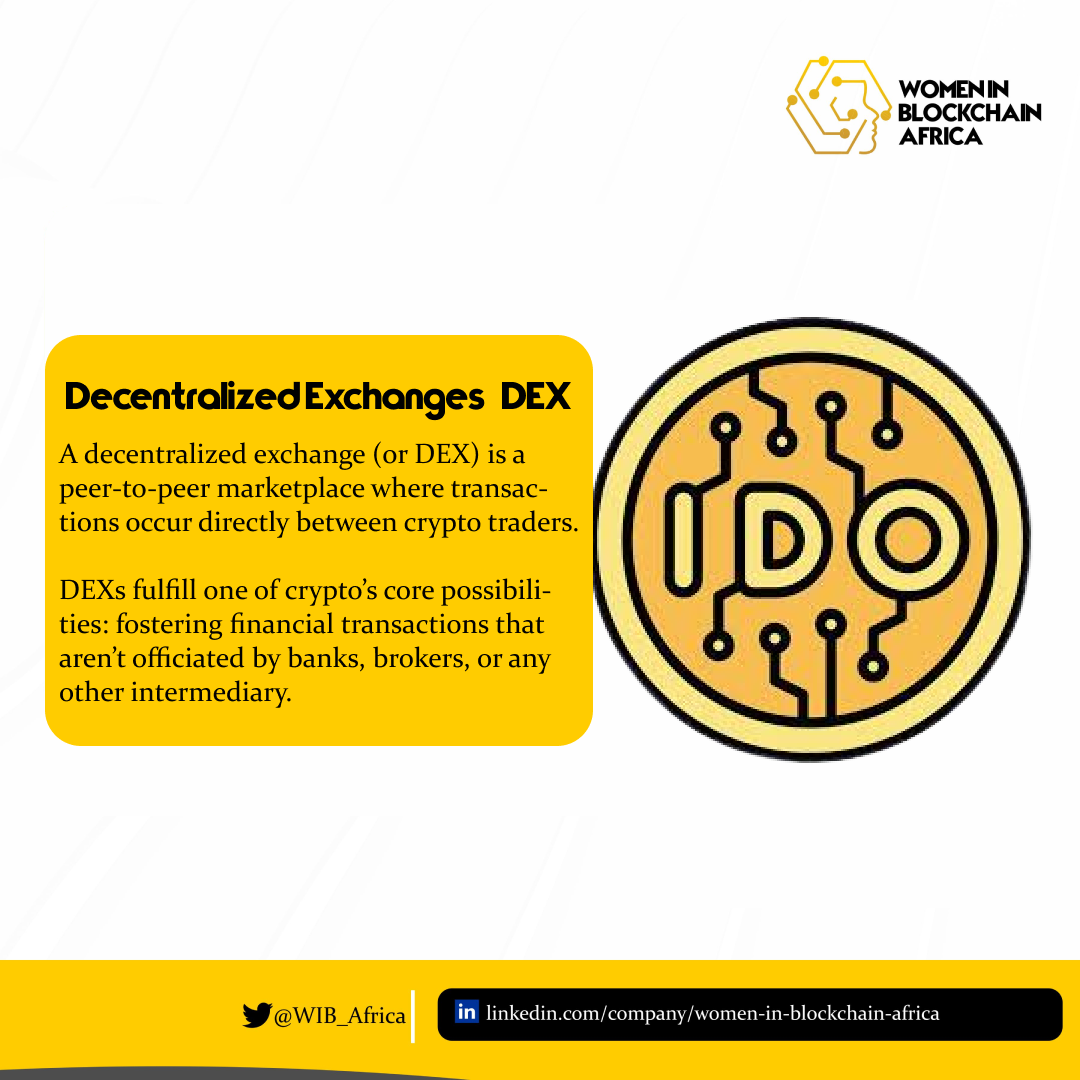 WOMEN IN
BLOCKCHAIN
AFRICA
Decentralized Exchanges DEX
A decentralized exchange (or DEX) is a
peer-to-peer marketplace where transac-
tions occur directly between crypto traders.
DEXs fulfill one of crypto’s core possibili-
ties: fostering financial transactions that
aren’t officiated by banks, brokers, or any
other intermediary.
IDO
@WIB_Africa
in linkedin.com/company/women-in-blockchain-africa